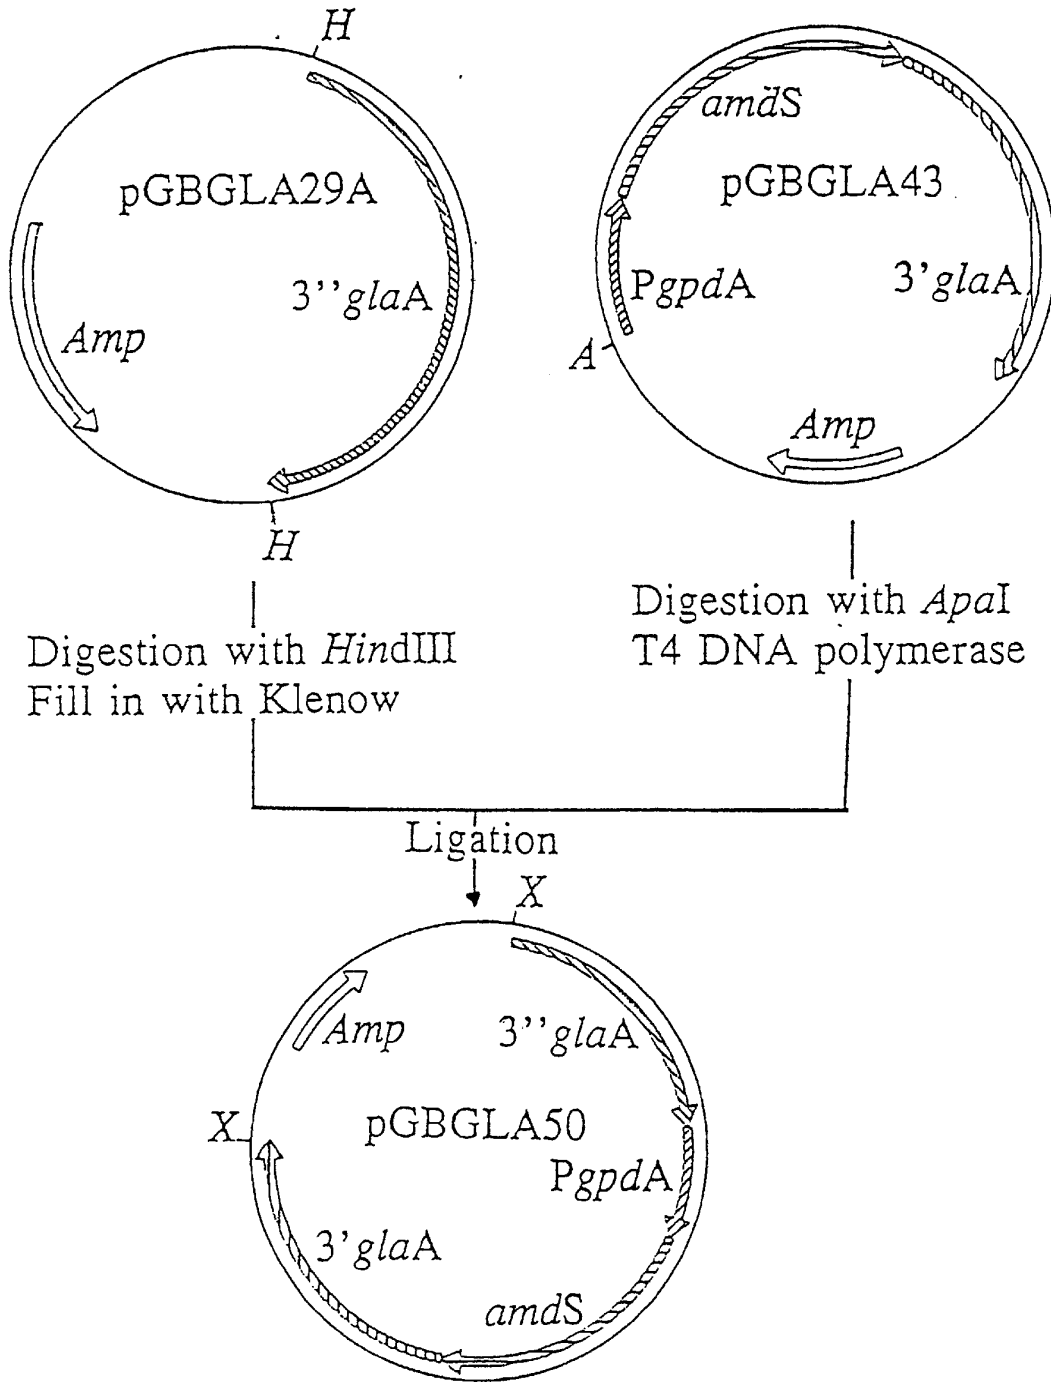 H
pGBGLA29A
3''glaA
Amp
H
amdS
pGBGLA43
PgpdA
3'glaA
A
Amp
Digestion with HindIII
Fill in with Klenow
Digestion with ApaI
T4 DNA polymerase
Ligation
X
Amp
3''glaA
X
pGBGLA50
PgpdA
3'glaA
amdS